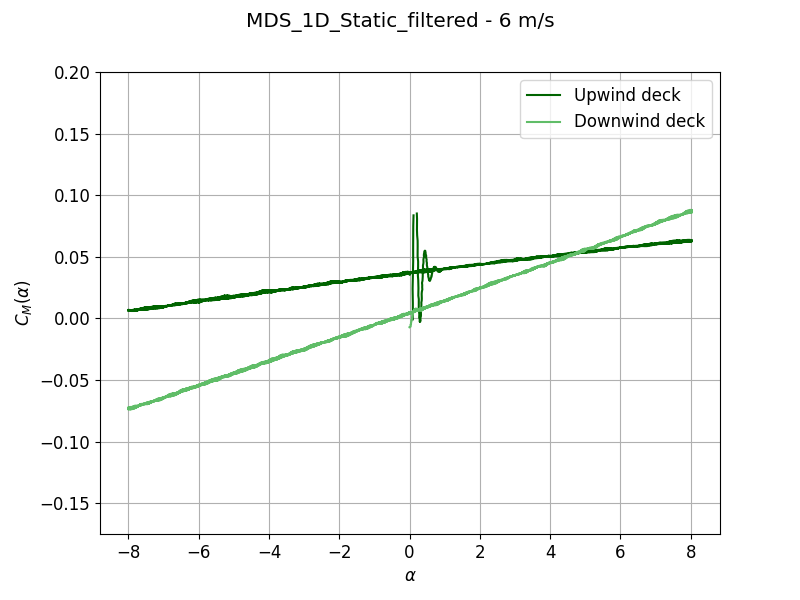 MDS_1D_Static_filtered - 6 m/s
0.20
0.15
0.10
0.05
0.00
−0.05
−0.10
−0.15
C_M(α)
Upwind deck
Downwind deck
−8 −6 −4 −2 0 2 4 6 8
α